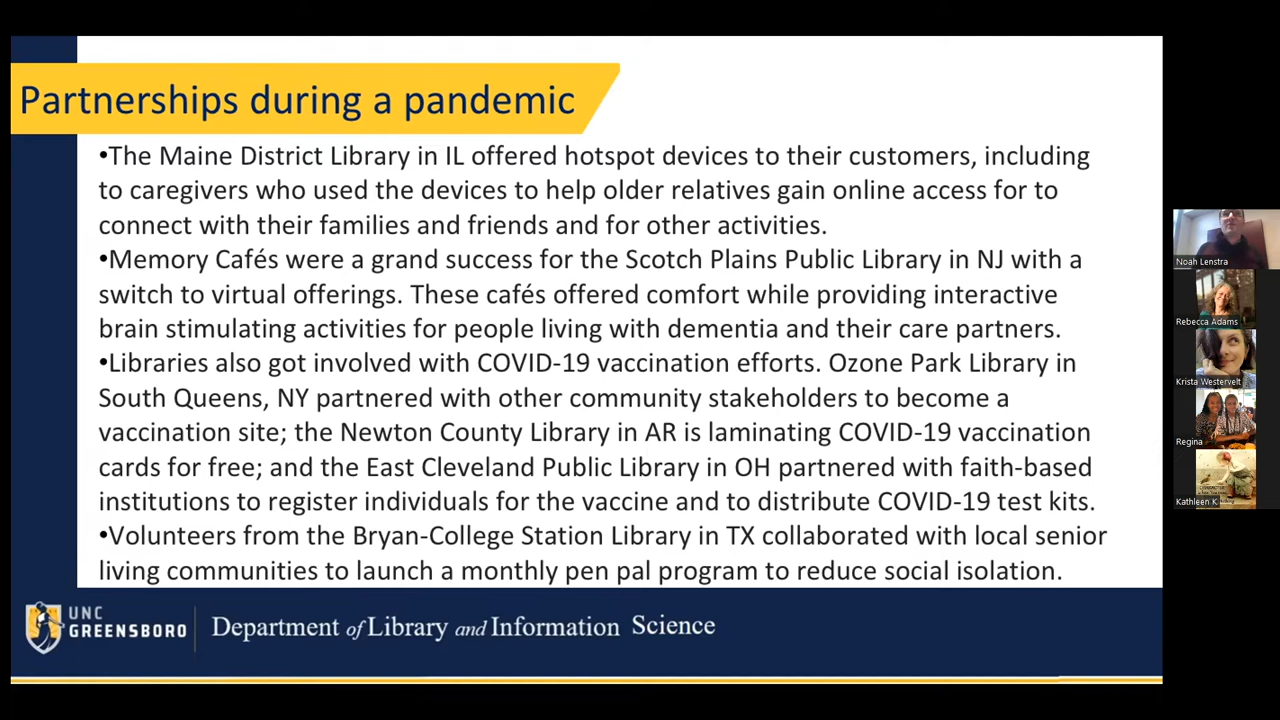 Partnerships during a pandemic
•The Maine District Library in IL offered hotspot devices to their customers, including
to caregivers who used the devices to help older relatives gain online access for to
connect with their families and friends and for other activities.
•Memory Cafés were a grand success for the Scotch Plains Public Library in NJ with a
switch to virtual offerings. These cafés offered comfort while providing interactive
brain stimulating activities for people living with dementia and their care partners.
•Libraries also got involved with COVID-19 vaccination efforts. Ozone Park Library in
South Queens, NY partnered with other community stakeholders to become a
vaccination site; the Newton County Library in AR is laminating COVID-19 vaccination
cards for free; and the East Cleveland Public Library in OH partnered with faith-based
institutions to register individuals for the vaccine and to distribute COVID-19 test kits.
•Volunteers from the Bryan-College Station Library in TX collaborated with local senior
living communities to launch a monthly pen pal program to reduce social isolation.
UNC
GREENSBORO
Department of Library and Information Science
Noah Lenstra
Rebecca Adams
Krista Westervelt
Regina
Kathleen K